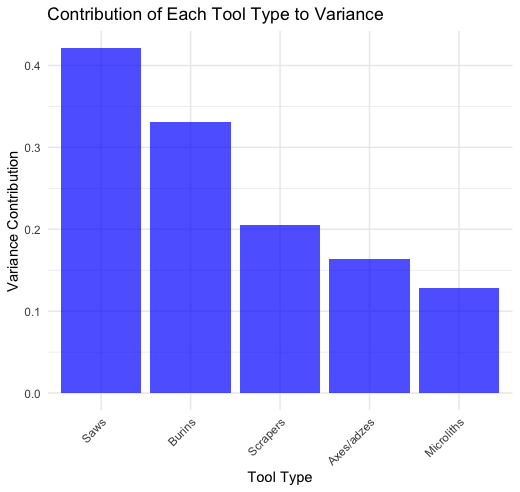 Contribution of Each Tool Type to Variance
Variance Contribution
0.4
0.3
0.2
0.1
0.0
Saws
Burins
Scrapers
Axes/adzes
Microliths
Tool Type